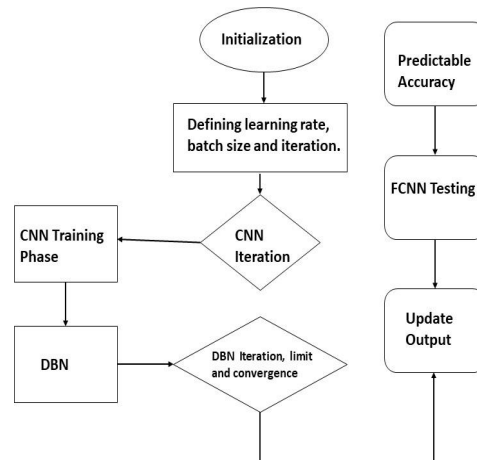 Initialization
Defining learning rate,
batch size and iteration.
CNN
Iteration
CNN Training
Phase
DBN
DBN Iteration, limit
and convergence
Predictable
Accuracy
FCNN Testing
Update
Output